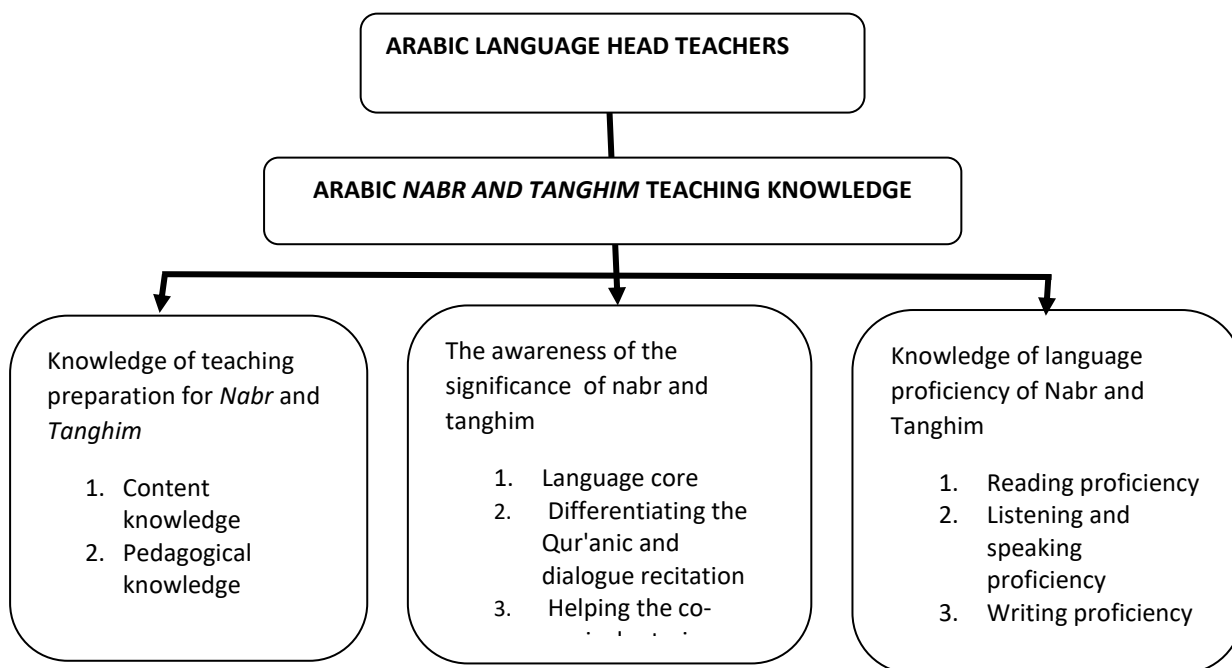 ARABIC LANGUAGE HEAD TEACHERS
ARABIC NABR AND TANGHIM TEACHING KNOWLEDGE
Knowledge of teaching
preparation for Nabr and
Tanghim
1. Content
knowledge
2. Pedagogical
knowledge
The awareness of the
significance of nabr and
tanghim
1. Language core
2. Differentiating the
Qur'anic and
dialogue recitation
3. Helping the co-
Knowledge of language
proficiency of Nabr and
Tanghim
1. Reading proficiency
2. Listening and
speaking
proficiency
3. Writing proficiency